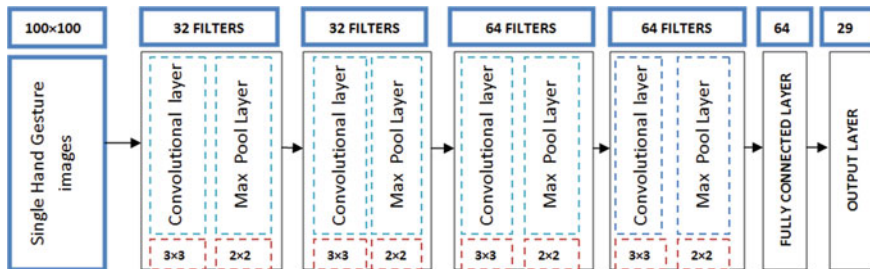 100×100
32 FILTERS
32 FILTERS
64 FILTERS
64 FILTERS
64
29
Single Hand Gesture
images
Convolutional layer
Max Pool Layer
3×3
2×2
Convolutional layer
Max Pool Layer
3×3
2×2
Convolutional layer
Max Pool Layer
3×3
2×2
Convolutional layer
Max Pool Layer
3×3
2×2
FULLY CONNECTED LAYER
OUTPUT LAYER